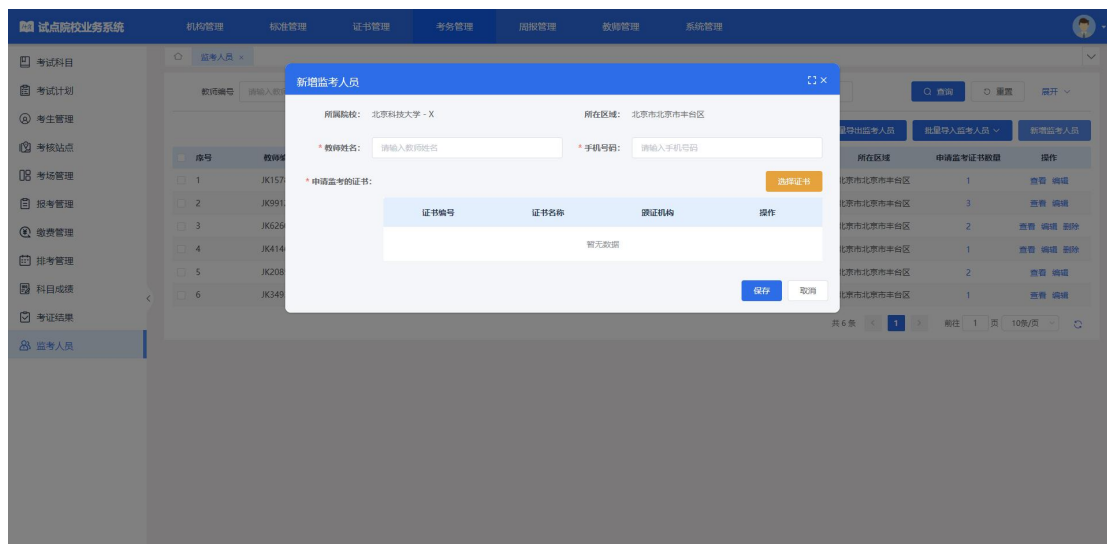 试点院校业务系统 机构管理 标准管理 证书管理 考务管理 周报管理 教师管理 系统管理
考试科目
考试计划
考生管理
考核站点
考场管理
报考管理
缴费管理
排考管理
科目成绩
考证结果
监考人员
监考人员 ×
教师编号 查询 重置 展开
批量导入监考人员 新增监考人员
序号 所在区域 申请监考证书数量 操作
1 JK157 北京市北京市丰台区 1 查看 编辑
2 JK991 北京市北京市丰台区 3 查看 编辑
3 JK626 北京市北京市丰台区 2 查看 编辑 删除
4 JK414 北京市北京市丰台区 1 查看 编辑 删除
5 JK208 北京市北京市丰台区 2 查看 编辑
6 JK349 北京市北京市丰台区 1 查看 编辑
共 6 条 1 前往 1 页 10条/页
新增监考人员
所属院校: 北京科技大学 - X 所在区域: 北京市北京市丰台区
* 教师姓名: 请输入教师姓名 * 手机号码: 请输入手机号码
* 申请监考的证书: 选择证书
证书编号 证书名称 颁证机构 操作
暂无数据
保存 取消